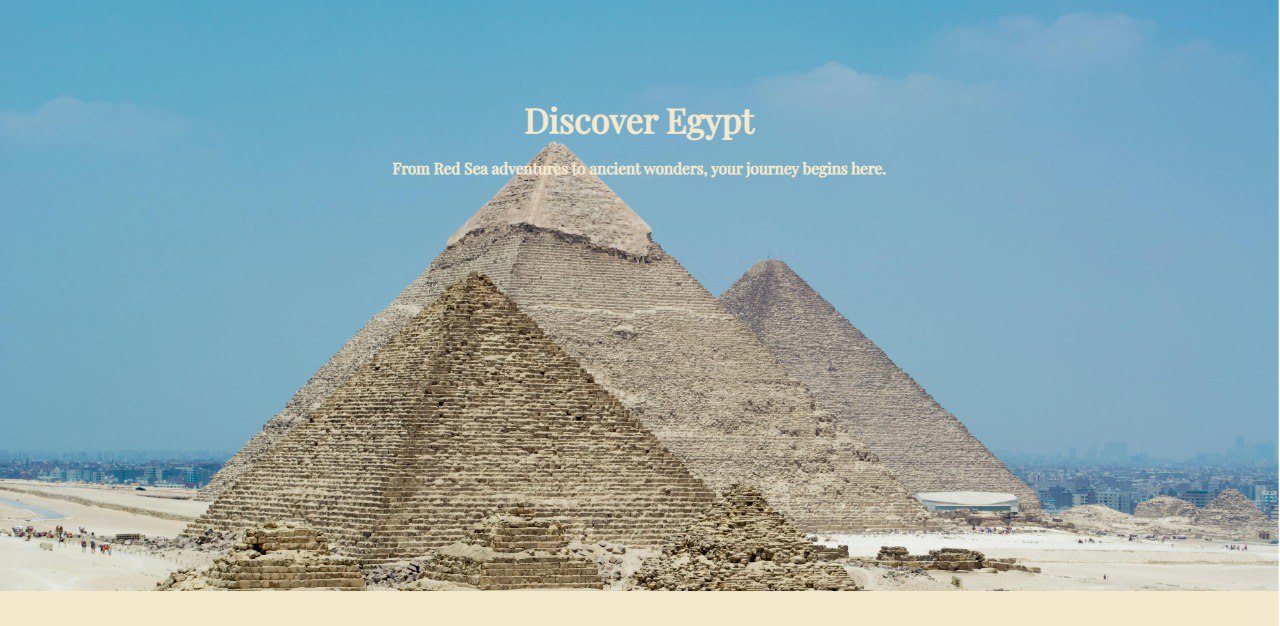 Discover Egypt
From Red Sea adventures to ancient wonders, your journey begins here.